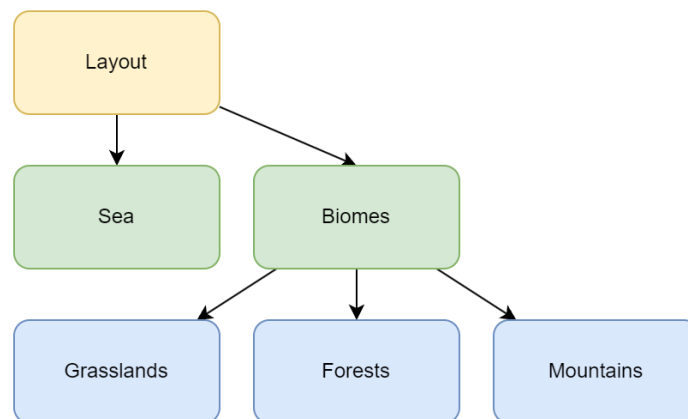 Layout
Sea
Biomes
Grasslands
Forests
Mountains